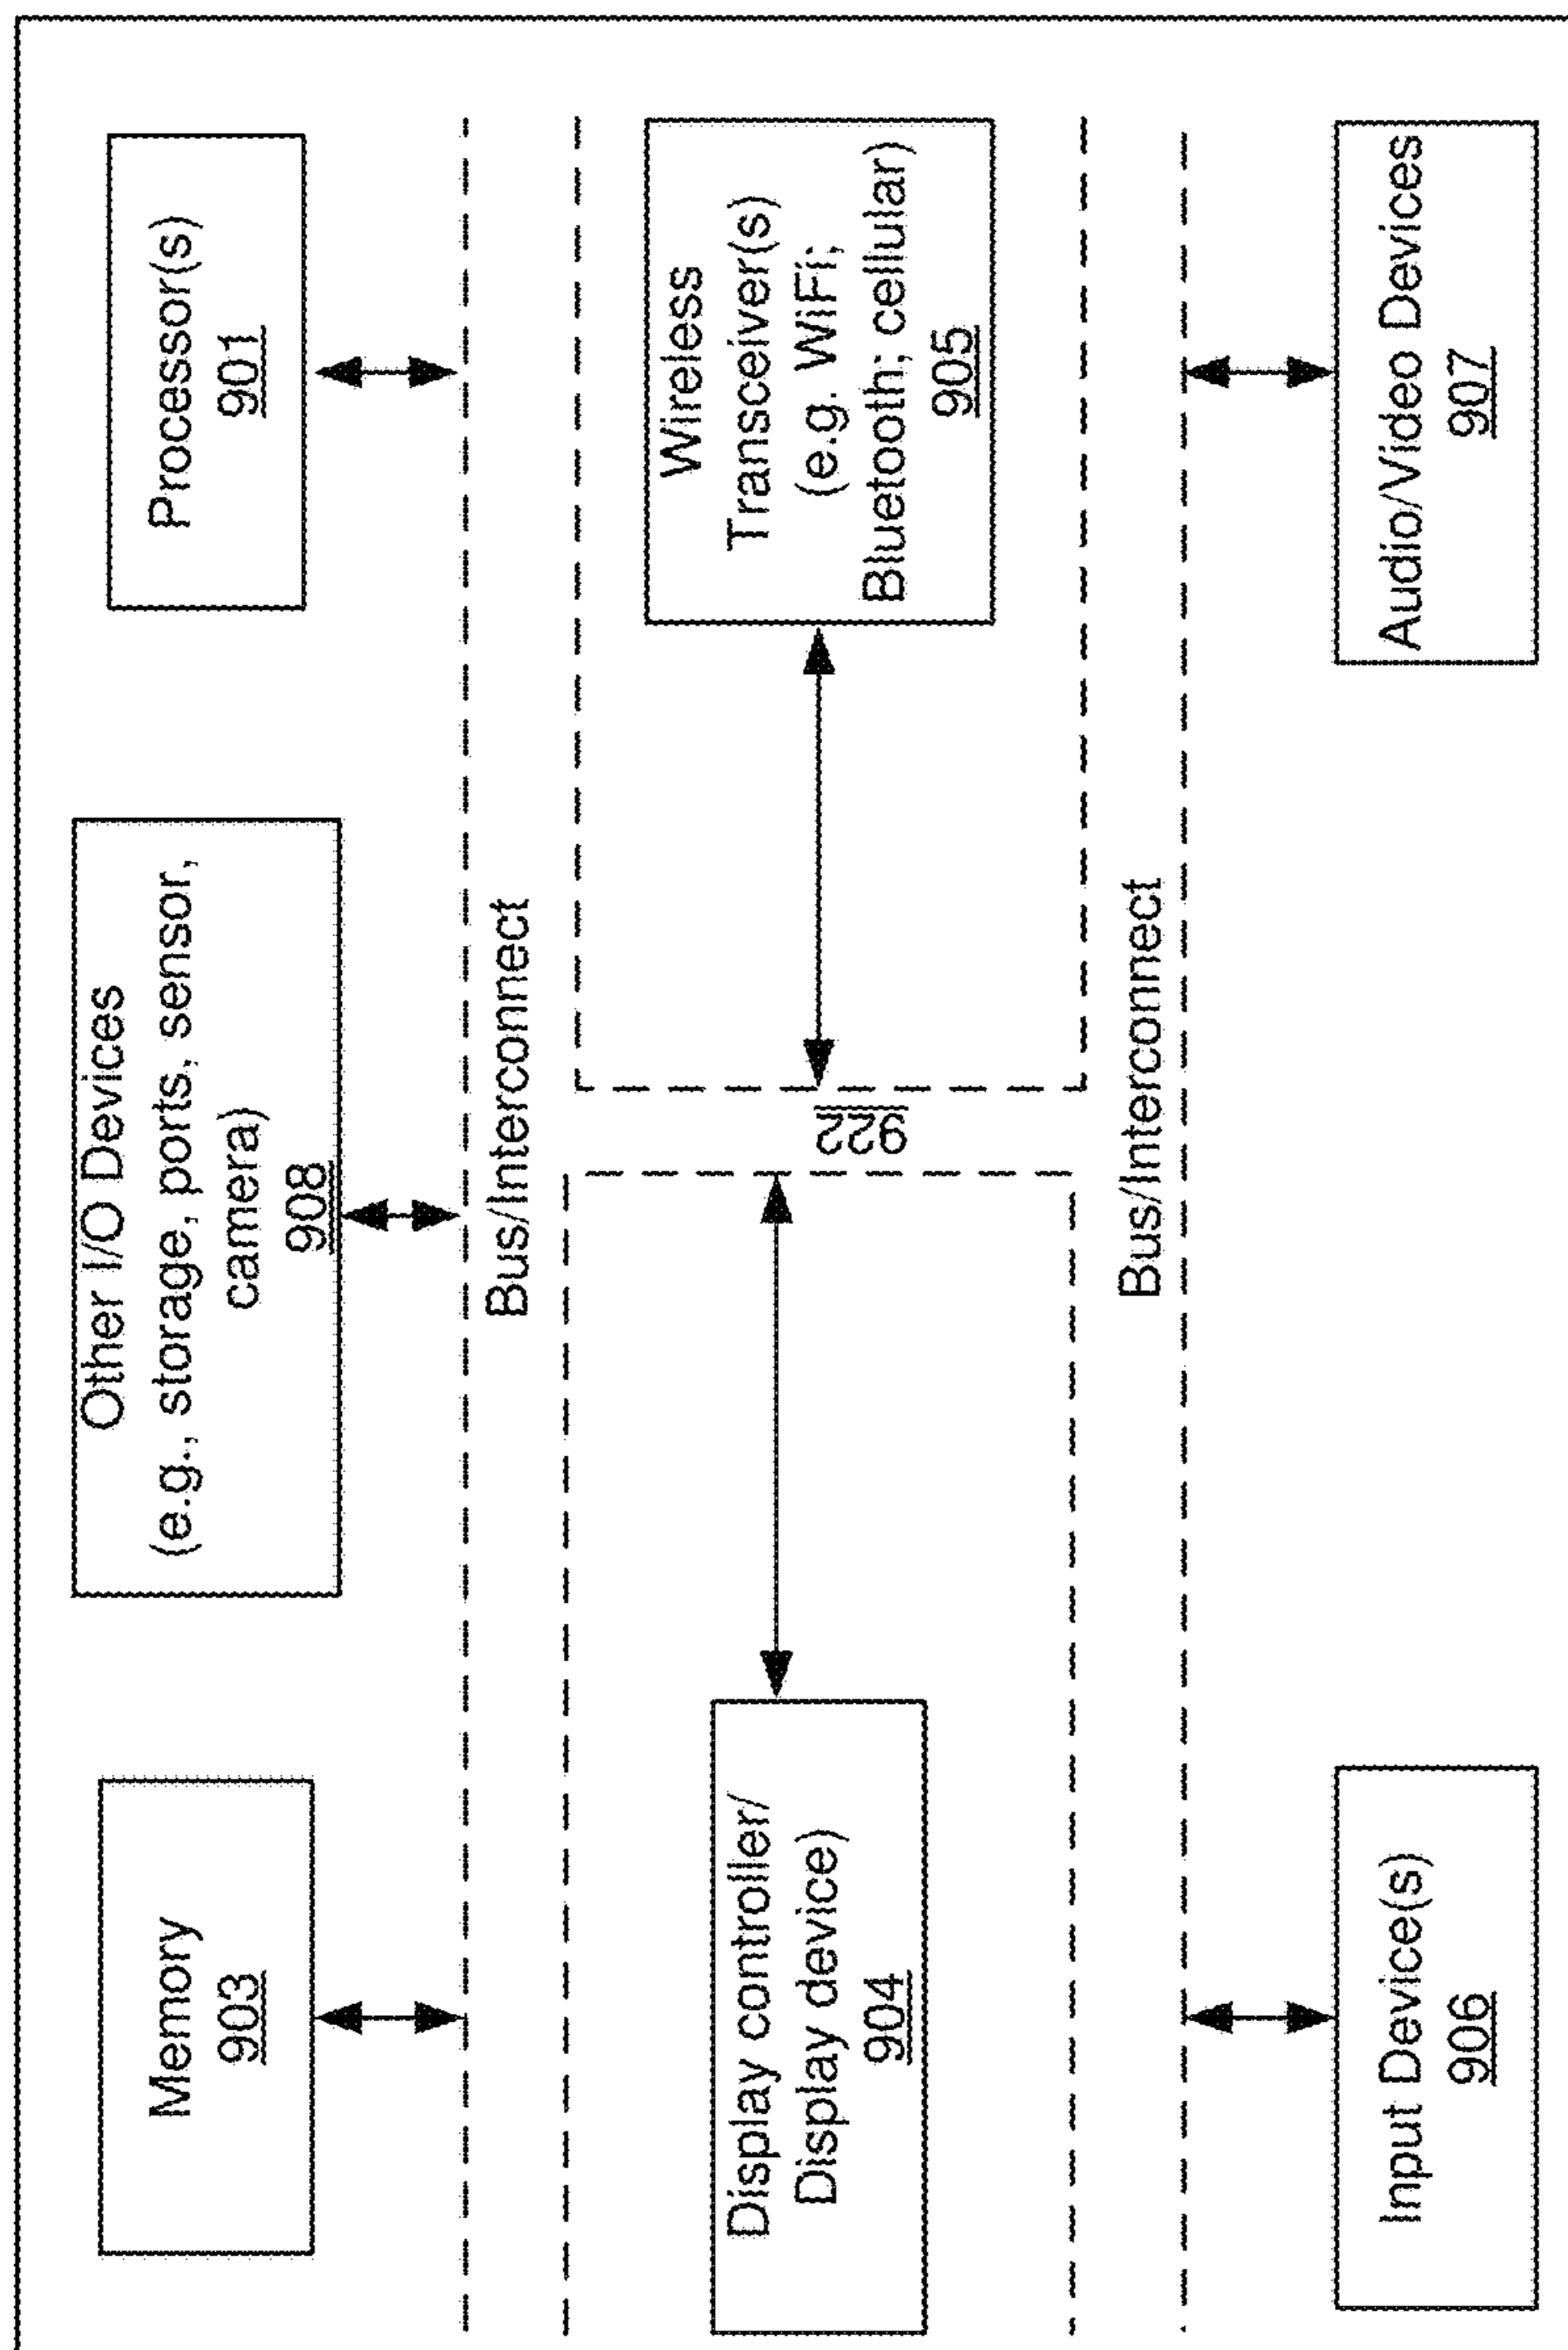 Memory
903
Other I/O Devices
(e.g., storage, ports, sensor,
camera)
908
Processor(s)
901
Bus/Interconnect
Display controller/
Display device)
904
922
Wireless
Transceiver(s)
(e.g. WiFi;
Bluetooth; cellular)
905
Bus/Interconnect
Input Device(s)
906
Audio/Video Devices
907